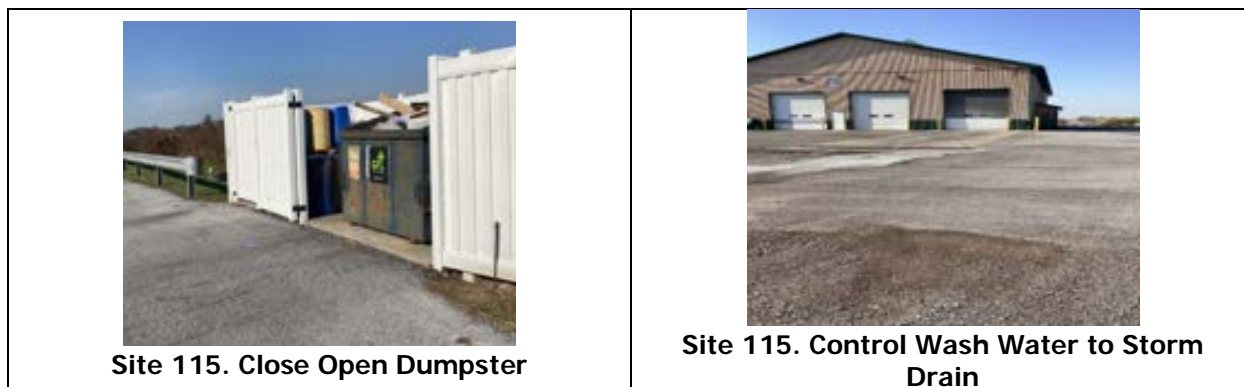 Site 115. Close Open Dumpster
Site 115. Control Wash Water to Storm
Drain